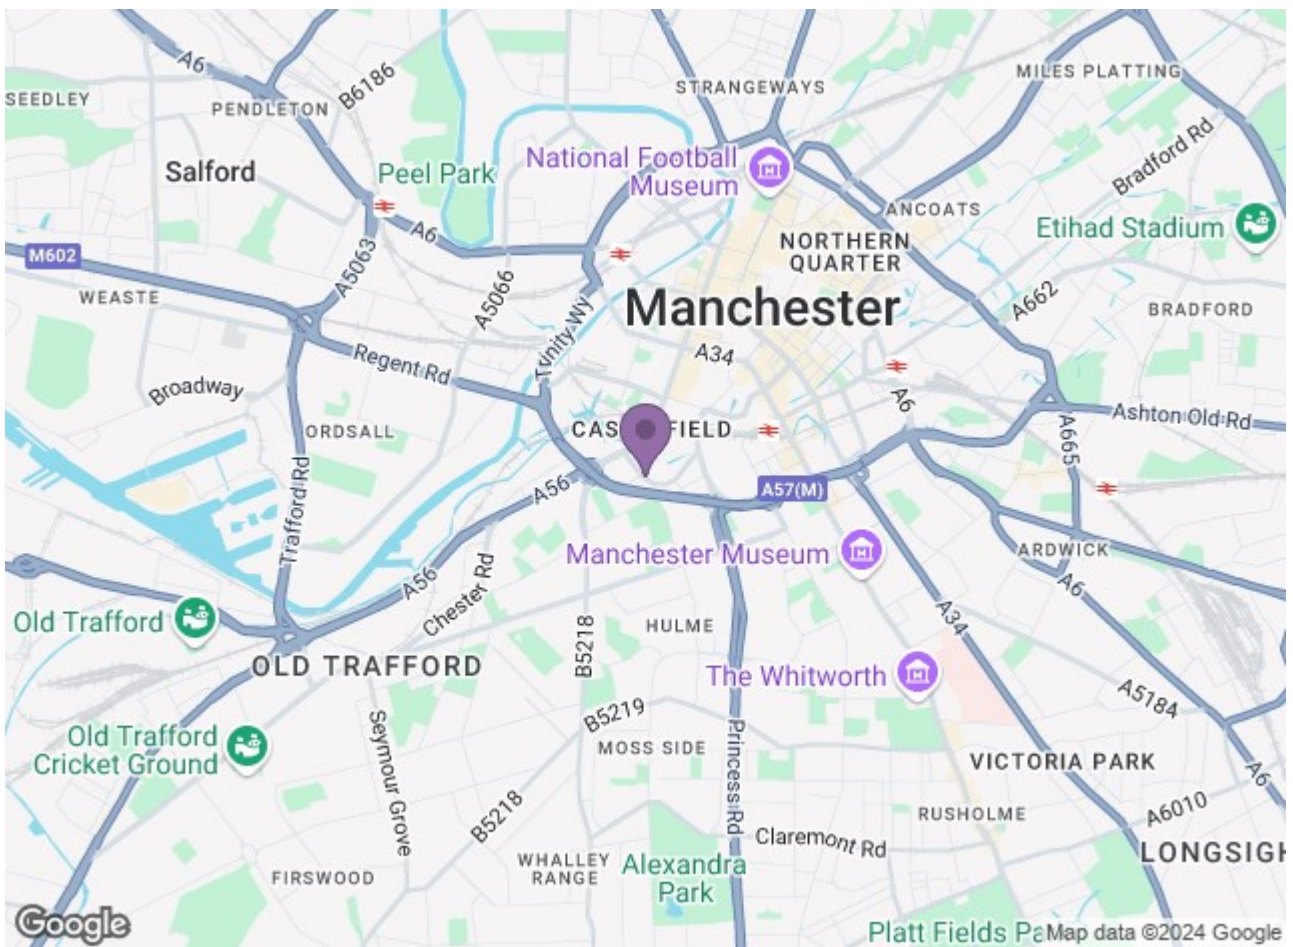 A6
B6186
STRANGEWAYS
MILES PLATTING
SEEDLEY
PENDLETON
Bradford Rd
Salford
Peel Park
National Football
Museum
ANCOATS
Etihad Stadium
A6
NORTHERN
QUARTER
M602
A5063
WEASTE
A5066
A662
BRADFORD
Manchester
Trinity Wy
A34
Regent Rd
Broadway
A6
Ashton Old Rd
ORDSALL
A665
Trafford Rd
A56
A57(M)
Manchester Museum
ARDWICK
A56
Chester Rd
A6
Old Trafford
A34
B5218
HULME
OLD TRAFFORD
The Whitworth
A5184
B5219
Seymour Grove
Old Trafford
Cricket Ground
MOSS SIDE
Princess Rd
VICTORIA PARK
A6
B5218
RUSHOLME
A6010
Claremont Rd
LONGSIGH
WHALLEY
RANGE
Alexandra
Park
FIRSWOOD
Google
Platt Fields Pa
Map data ©2024 Google